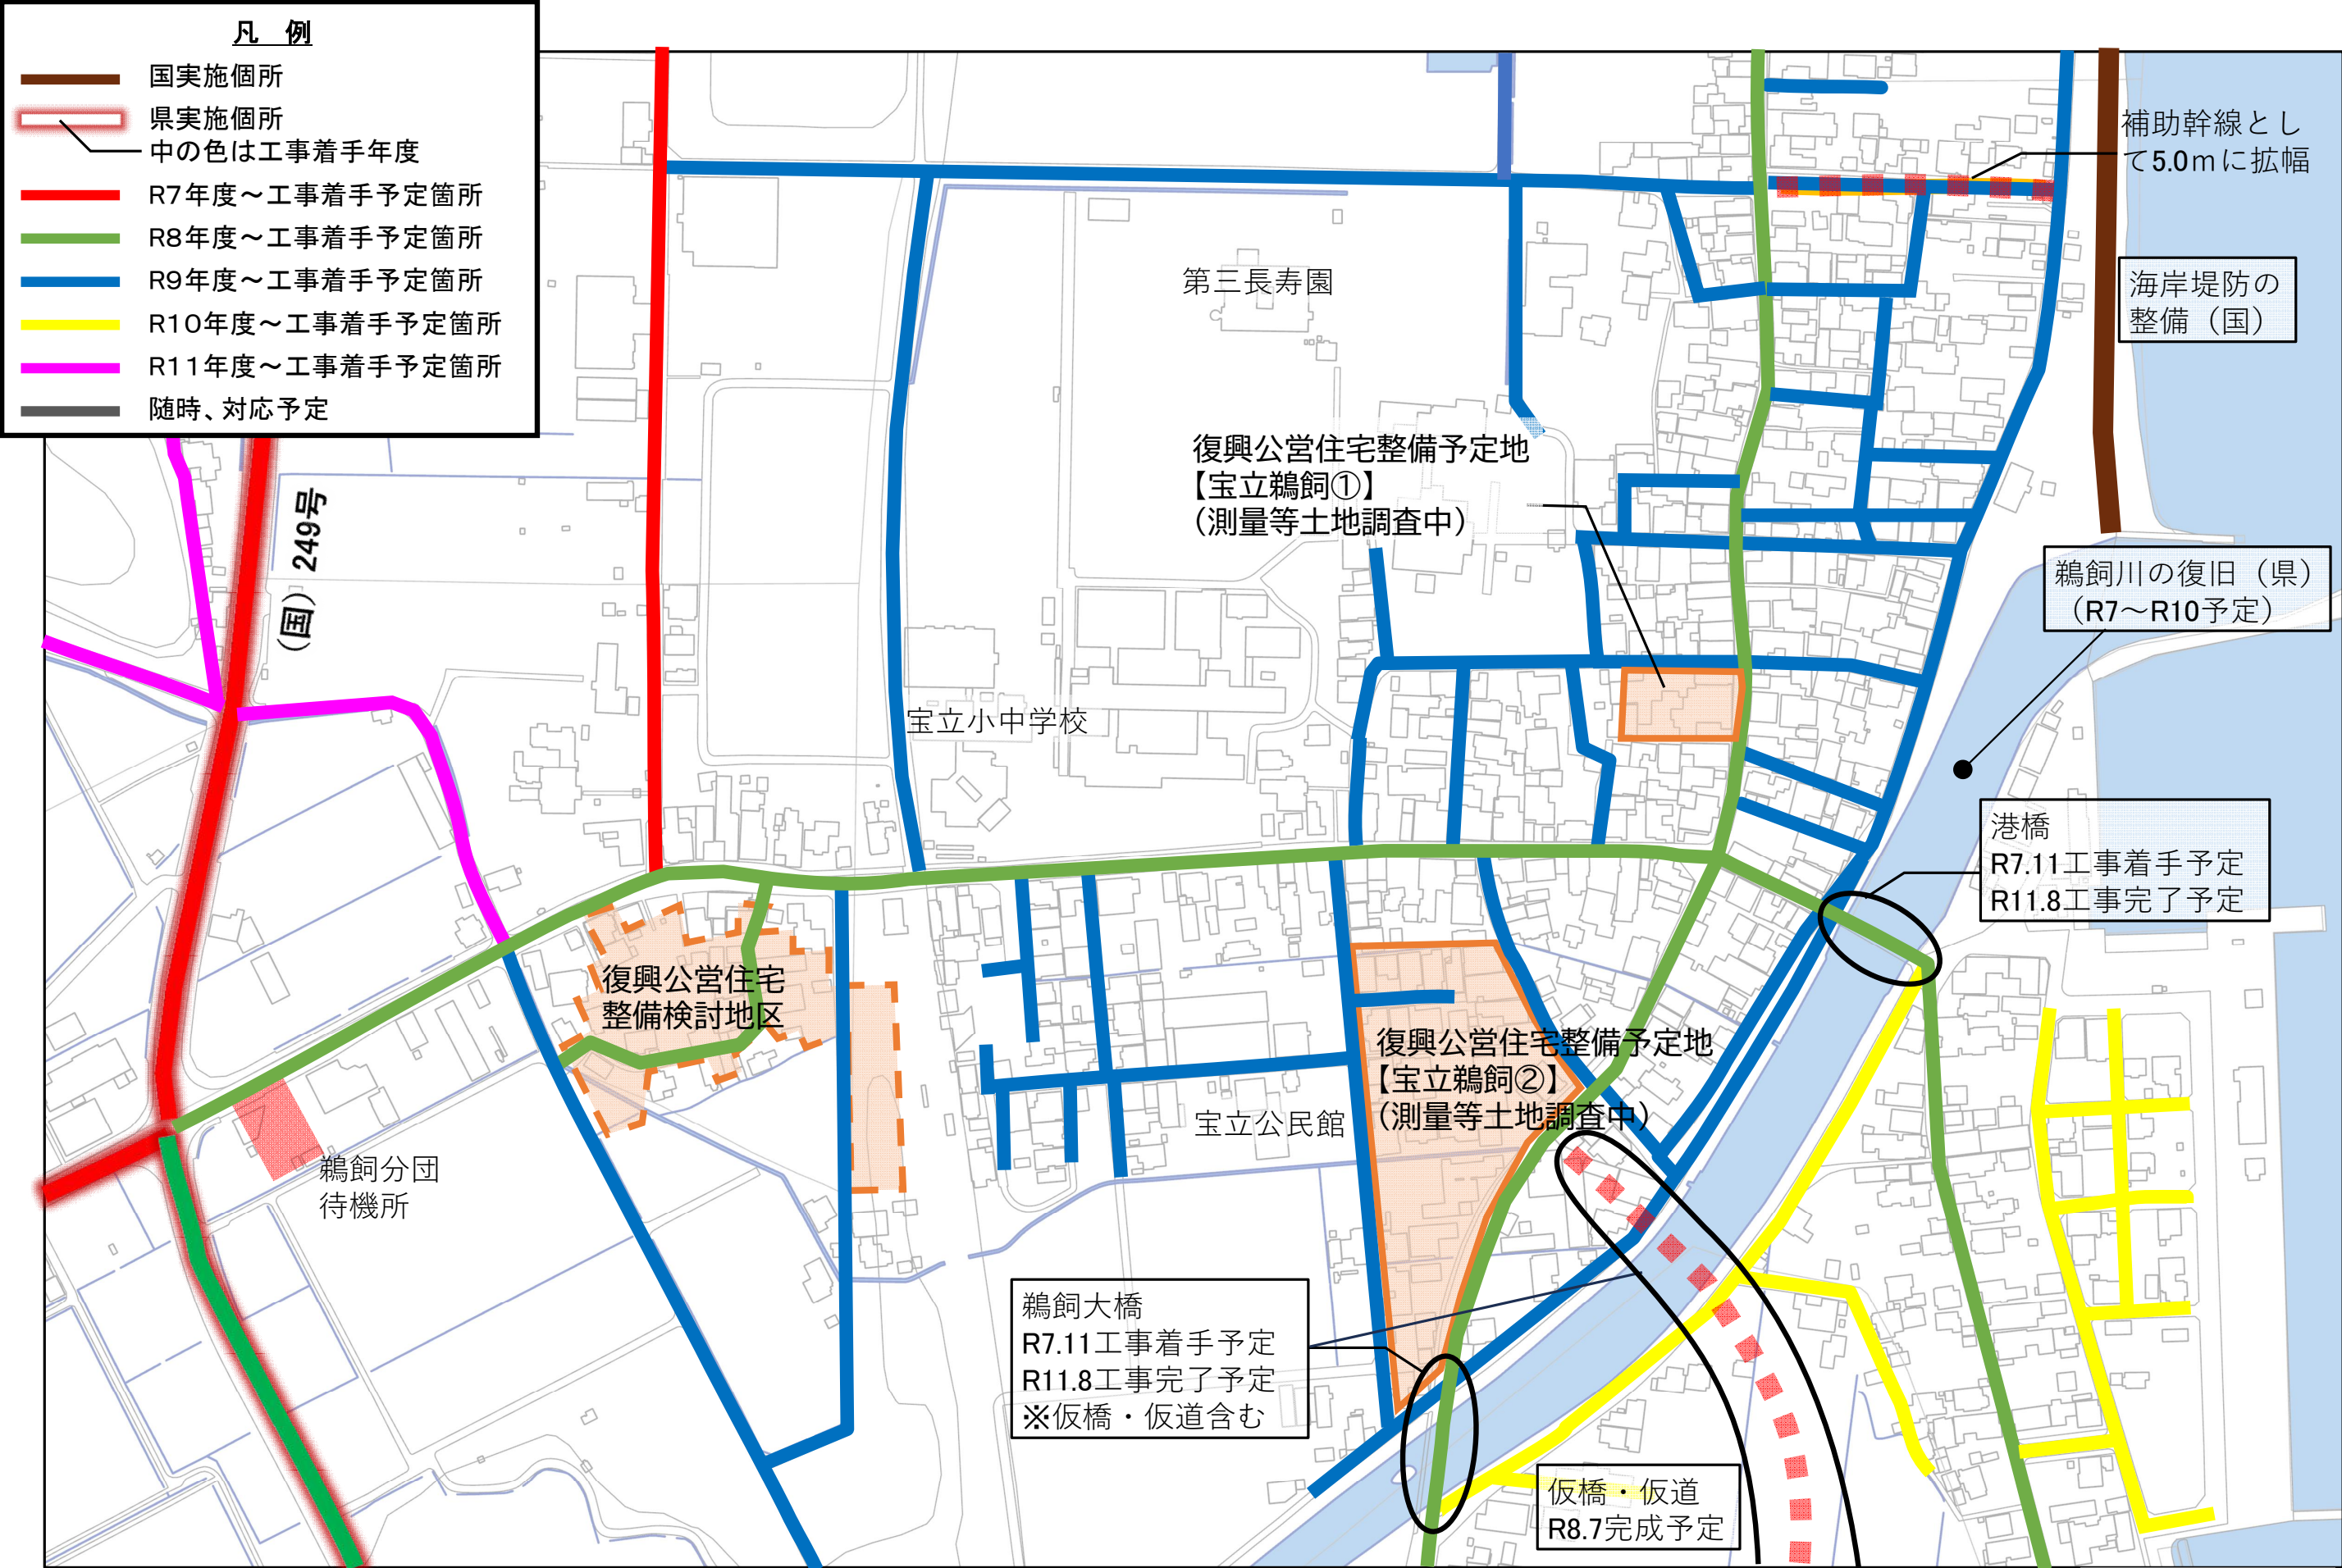 凡 例
国実施個所
県実施個所
中の色は工事着手年度
R7年度～工事着手予定箇所
R8年度～工事着手予定箇所
R9年度～工事着手予定箇所
R10年度～工事着手予定箇所
R11年度～工事着手予定箇所
随時、対応予定
補助幹線とし
て5.0mに拡幅
海岸堤防の
整備（国）
第三長寿園
復興公営住宅整備予定地
【宝立鵜飼①】
（測量等土地調査中）
（国）249号
鵜飼川の復旧（県）
（R7～R10予定）
宝立小中学校
港橋
R7.11工事着手予定
R11.8工事完了予定
復興公営住宅
整備検討地区
復興公営住宅整備予定地
【宝立鵜飼②】
（測量等土地調査中）
宝立公民館
鵜飼分団
待機所
鵜飼大橋
R7.11工事着手予定
R11.8工事完了予定
※仮橋・仮道含む
仮橋・仮道
R8.7完成予定